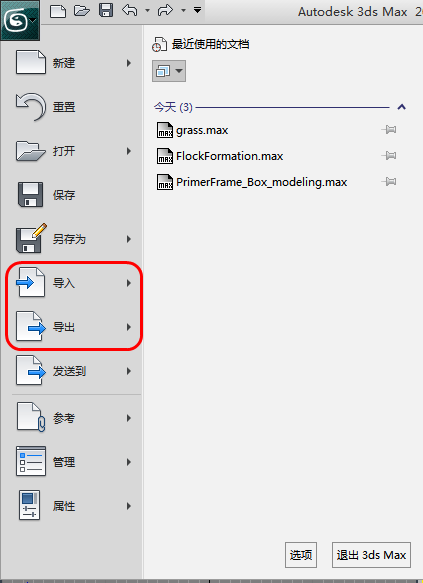 Autodesk 3ds Max 2
新建
重置
打开
保存
另存为
导入
导出
发送到
参考
管理
属性
最近使用的文档
今天 (3)
grass.max
FlockFormation.max
PrimerFrame_Box_modeling.max
选项
退出 3ds Max